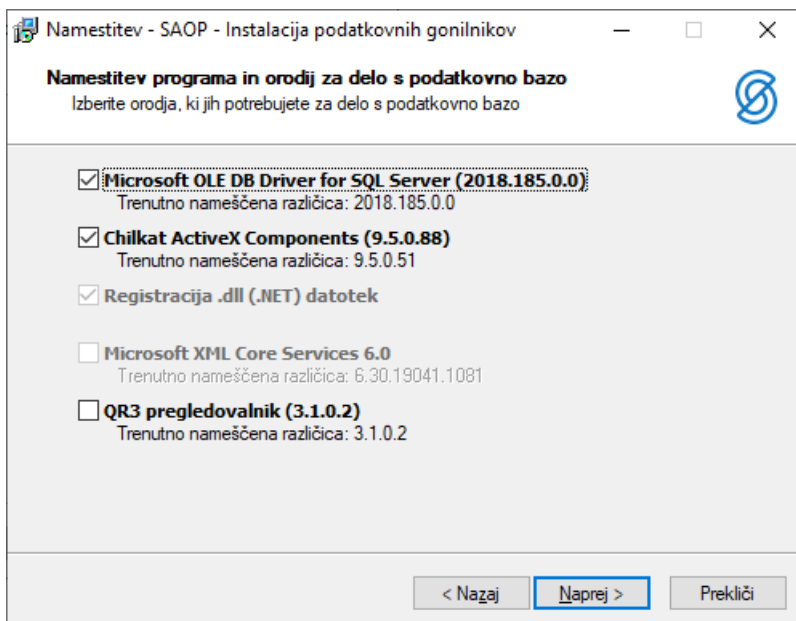 Namestitev - SAOP - Instalacija podatkovnih gonilnikov
Namestitev programa in orodij za delo s podatkovno bazo
Izberite orodja, ki jih potrebujete za delo s podatkovno bazo
Microsoft OLE DB Driver for SQL Server (2018.185.0.0)
Trenutno nameščena različica: 2018.185.0.0
Chilkat ActiveX Components (9.5.0.88)
Trenutno nameščena različica: 9.5.0.51
Registracija .dll (.NET) datotek
Microsoft XML Core Services 6.0
Trenutno nameščena različica: 6.30.19041.1081
QR3 pregledovalnik (3.1.0.2)
Trenutno nameščena različica: 3.1.0.2
< Nazaj Naprej > Prekliči